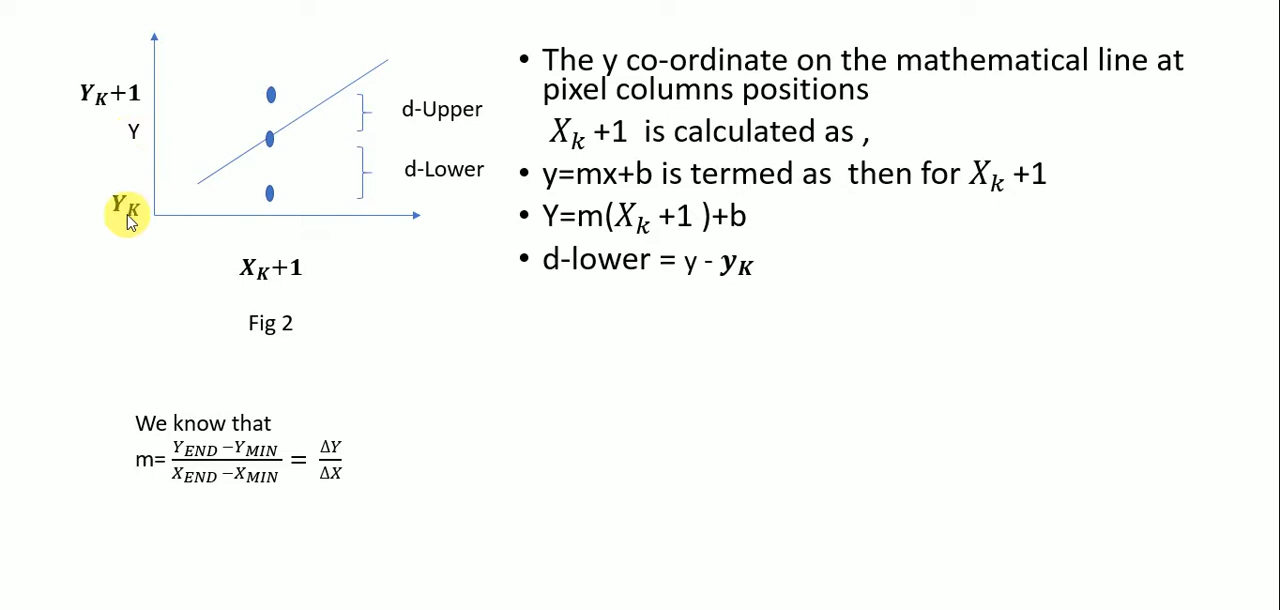 Y_K+1
Y
Y_K
d-Upper
d-Lower
X_K+1
Fig 2
We know that
m= (Y_END −Y_MIN)/(X_END −X_MIN) = ΔY/ΔX
• The y co-ordinate on the mathematical line at
pixel columns positions
X_k +1 is calculated as ,
• y=mx+b is termed as then for X_k +1
• Y=m(X_k +1 )+b
• d-lower = y - y_K